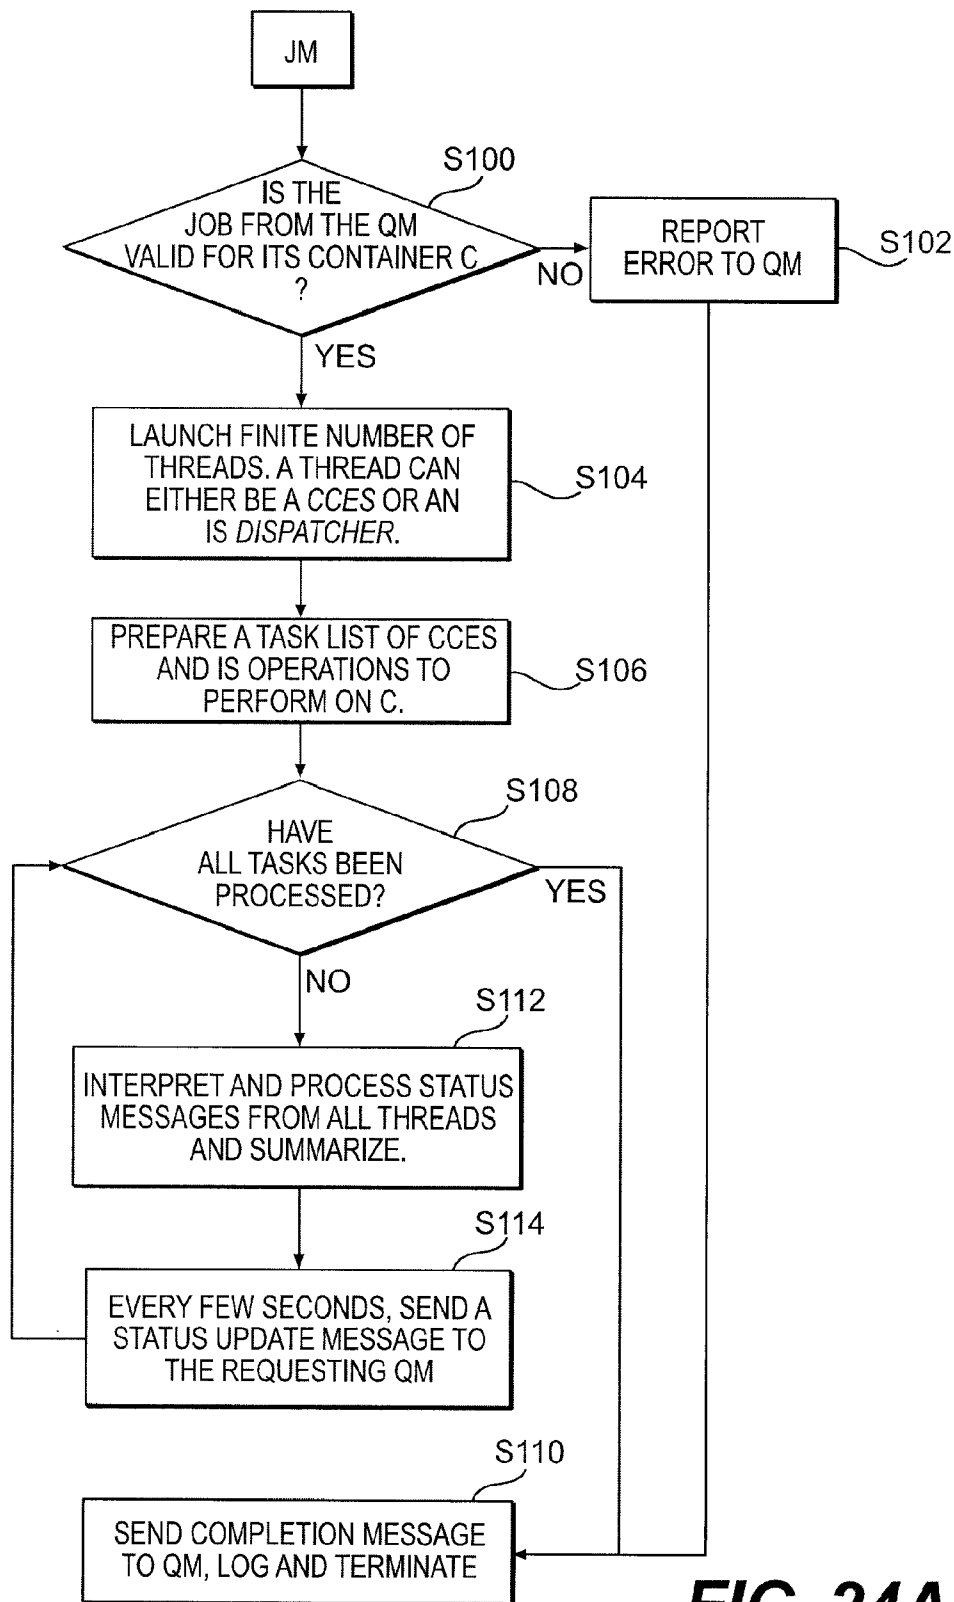 JM
S100
IS THE
JOB FROM THE QM
VALID FOR ITS CONTAINER C
?
NO
REPORT
ERROR TO QM
S102
YES
LAUNCH FINITE NUMBER OF
THREADS. A THREAD CAN
EITHER BE A CCES OR AN
IS DISPATCHER.
S104
PREPARE A TASK LIST OF CCES
AND IS OPERATIONS TO
PERFORM ON C.
S106
S108
HAVE
ALL TASKS BEEN
PROCESSED?
YES
NO
S112
INTERPRET AND PROCESS STATUS
MESSAGES FROM ALL THREADS
AND SUMMARIZE.
S114
EVERY FEW SECONDS, SEND A
STATUS UPDATE MESSAGE TO
THE REQUESTING QM
S110
SEND COMPLETION MESSAGE
TO QM, LOG AND TERMINATE
FIG. 24A